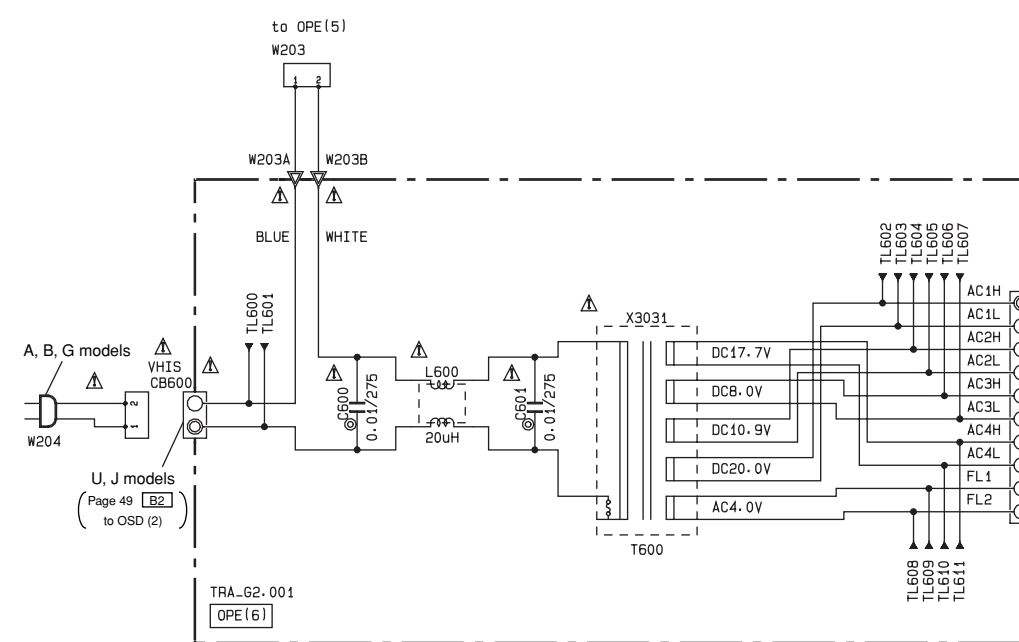 to OPE(5)
W203
1 2
W203A W203B
BLUE WHITE
TL600
TL601
TL602
TL603
TL604
TL605
TL606
TL607
AC1H
AC1L
AC2H
AC2L
AC3H
AC3L
AC4H
AC4L
FL1
FL2
A, B, G models
VHIS
CB600
2
1
W204
U, J models
Page 49 B2
to OSD (2)
C600
0.01/275
L600
20uH
C601
0.01/275
X3031
DC17.7V
DC8.0V
DC10.9V
DC20.0V
AC4.0V
T600
TL608
TL609
TL610
TL611
TRA_G2.001
OPE(6)